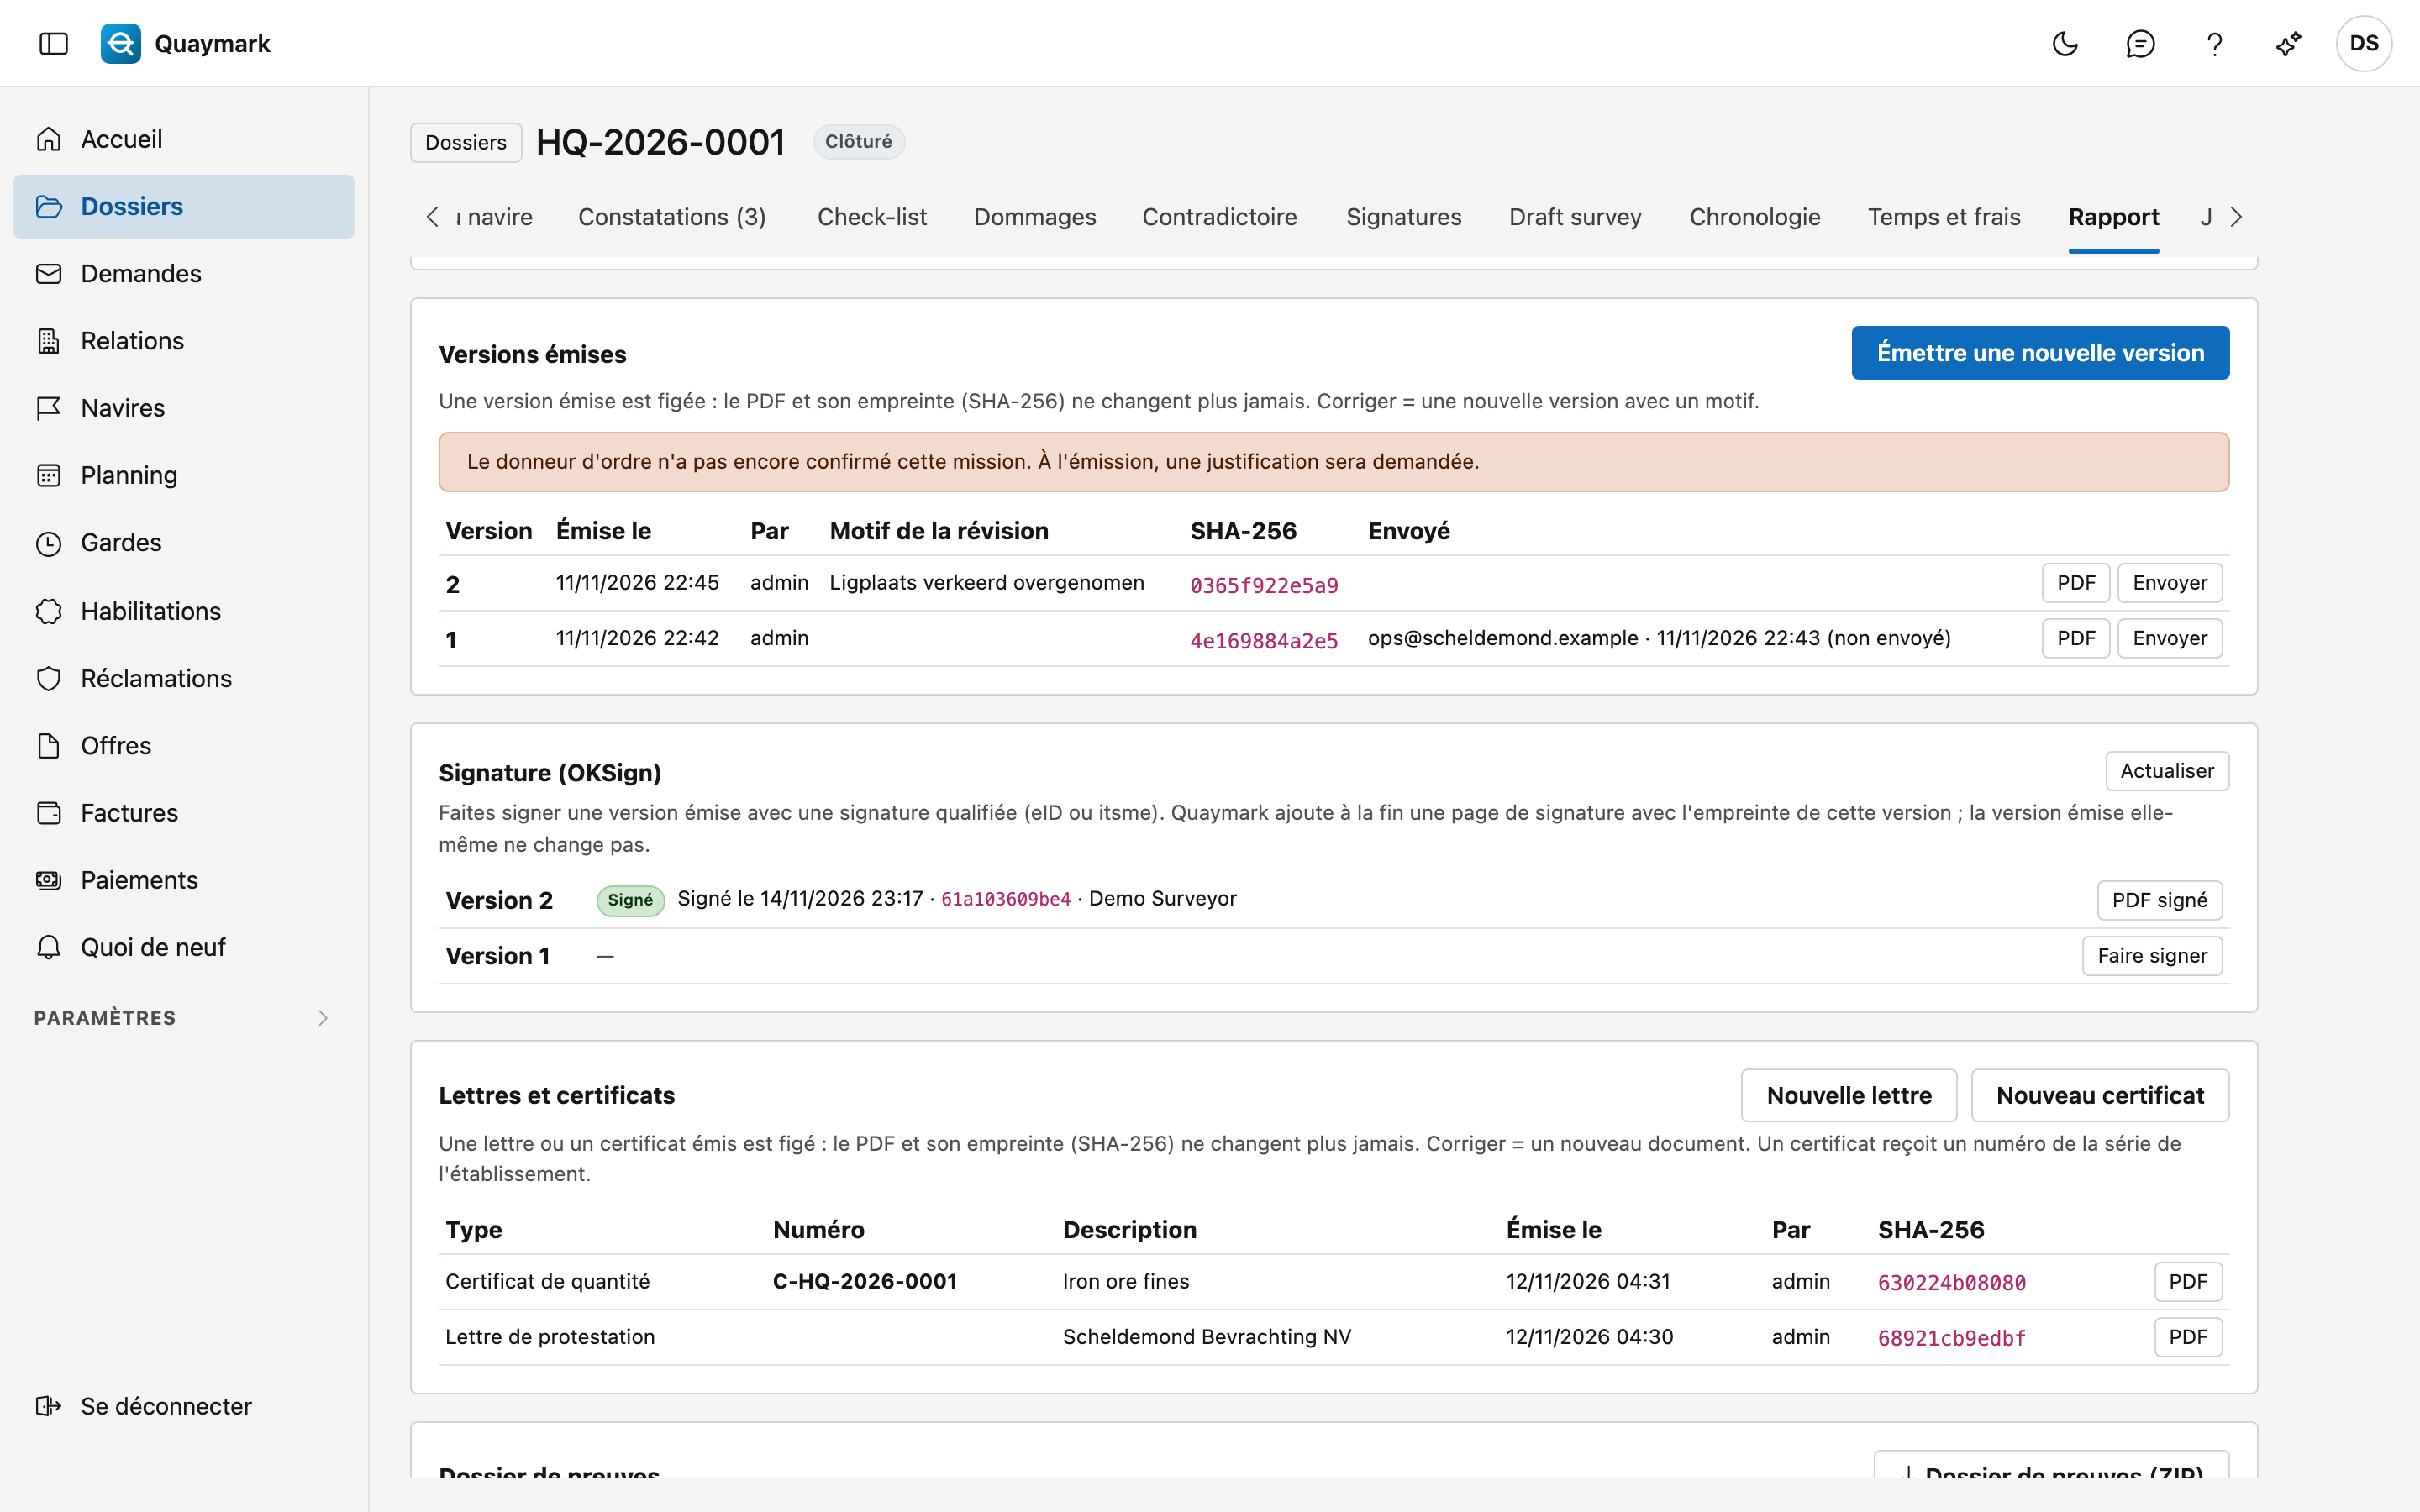 Quaymark
DS
Accueil
Dossiers
Demandes
Relations
Navires
Planning
Gardes
Habilitations
Réclamations
Offres
Factures
Paiements
Quoi de neuf
PARAMÈTRES
Se déconnecter
Dossiers HQ-2026-0001 Clôturé
navire Constatations (3) Check-list Dommages Contradictoire Signatures Draft survey Chronologie Temps et frais Rapport J
Versions émises
Émettre une nouvelle version
Une version émise est figée : le PDF et son empreinte (SHA-256) ne changent plus jamais. Corriger = une nouvelle version avec un motif.
Le donneur d'ordre n'a pas encore confirmé cette mission. À l'émission, une justification sera demandée.
Version Émise le Par Motif de la révision SHA-256 Envoyé
2 11/11/2026 22:45 admin Ligplaats verkeerd overgenomen 0365f922e5a9 PDF Envoyer
1 11/11/2026 22:42 admin 4e169884a2e5 ops@scheldemond.example · 11/11/2026 22:43 (non envoyé) PDF Envoyer
Signature (OKSign)
Actualiser
Faites signer une version émise avec une signature qualifiée (eID ou itsme). Quaymark ajoute à la fin une page de signature avec l'empreinte de cette version ; la version émise elle-
même ne change pas.
Version 2 Signé Signé le 14/11/2026 23:17 · 61a103609be4 · Demo Surveyor PDF signé
Version 1 — Faire signer
Lettres et certificats
Nouvelle lettre Nouveau certificat
Une lettre ou un certificat émis est figé : le PDF et son empreinte (SHA-256) ne changent plus jamais. Corriger = un nouveau document. Un certificat reçoit un numéro de la série de
l'établissement.
Type Numéro Description Émise le Par SHA-256
Certificat de quantité C-HQ-2026-0001 Iron ore fines 12/11/2026 04:31 admin 630224b08080 PDF
Lettre de protestation Scheldemond Bevrachting NV 12/11/2026 04:30 admin 68921cb9edbf PDF
Dossier de preuves
Dossier de preuves (ZIP)